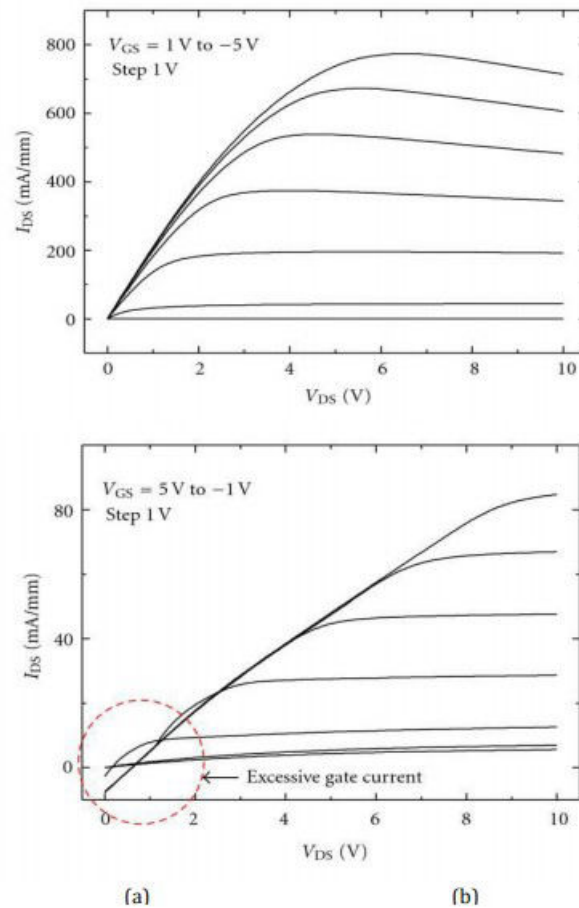 800
V_GS = 1 V to −5 V
Step 1 V
600
I_DS (mA/mm)
400
200
0
0 2 4 6 8 10
V_DS (V)
V_GS = 5 V to −1 V
Step 1 V
80
I_DS (mA/mm)
40
0
Excessive gate current
0 2 4 6 8 10
V_DS (V)
(a) (b)